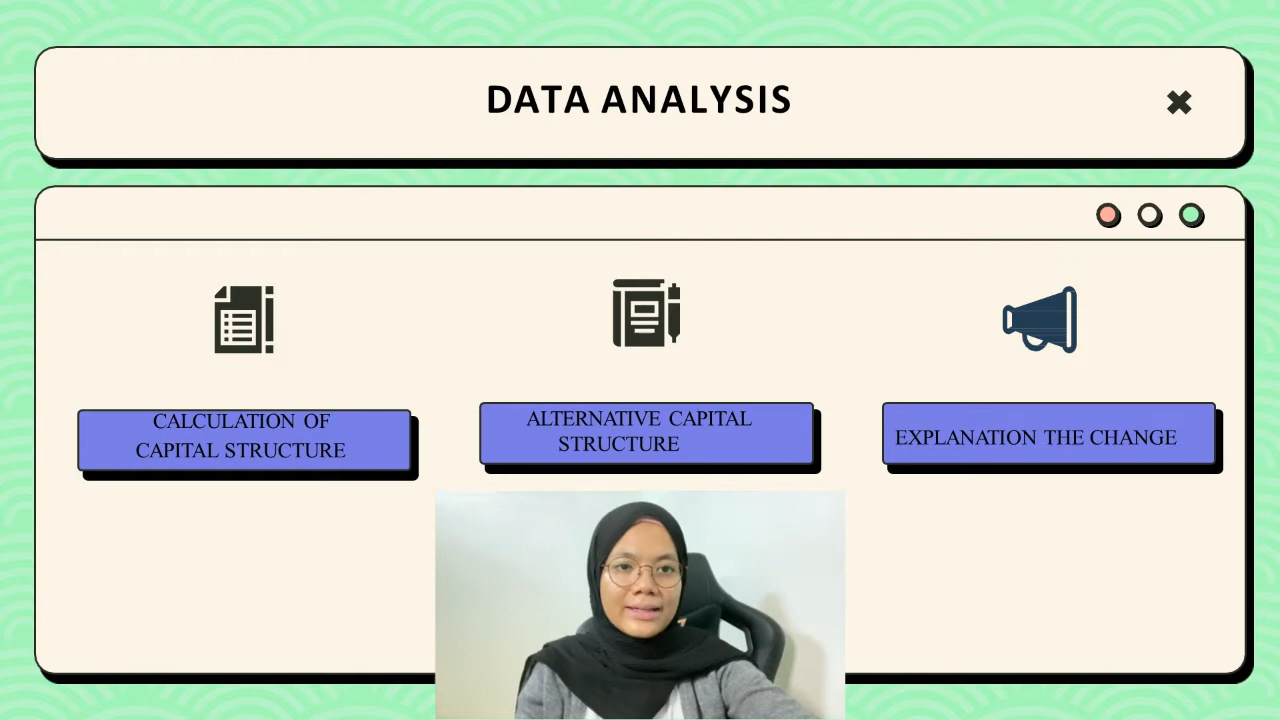 DATA ANALYSIS
CALCULATION OF
CAPITAL STRUCTURE
ALTERNATIVE CAPITAL
STRUCTURE
EXPLANATION THE CHANGE